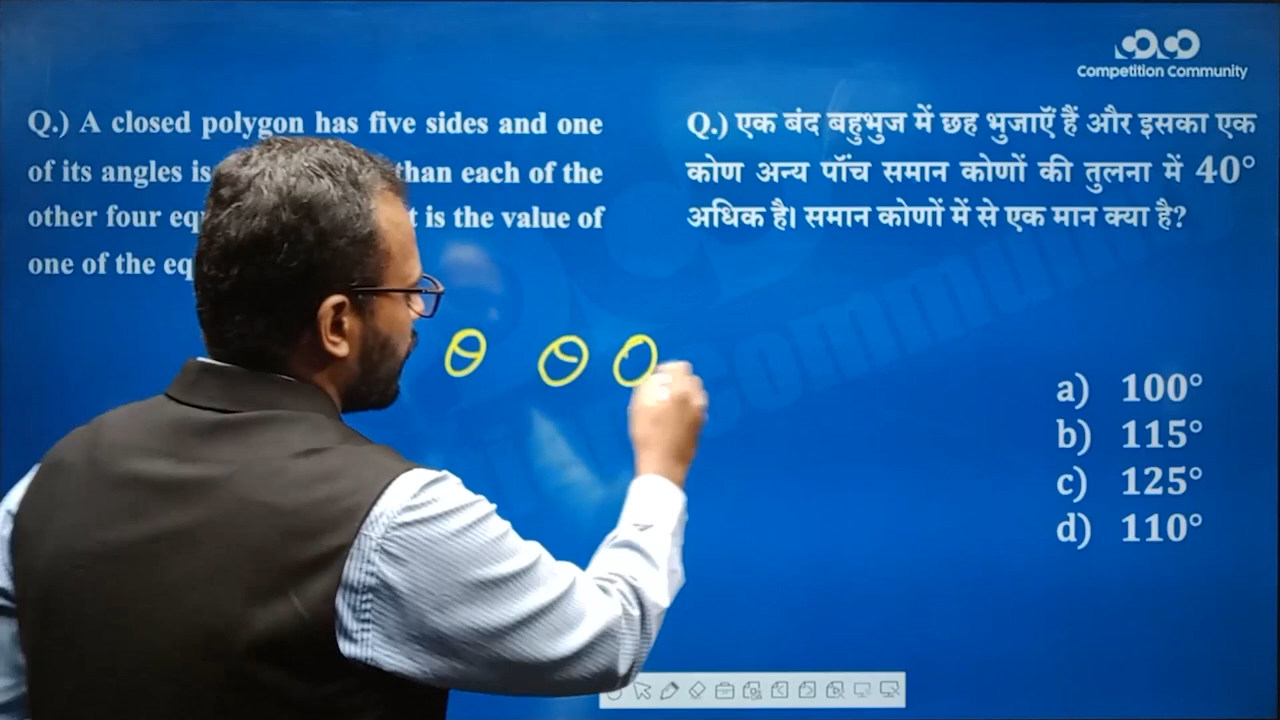 Competition Community
Q.) A closed polygon has five sides and one
of its angles is than each of the
other four is the value of
one of the
Q.) एक बंद बहुभुज में छह भुजाऍं हैं और इसका एक
कोण अन्य पाॅंच समान कोणों की तुलना में 40°
अधिक है। समान कोणों में से एक मान क्या है?
θ θ
a) 100°
b) 115°
c) 125°
d) 110°